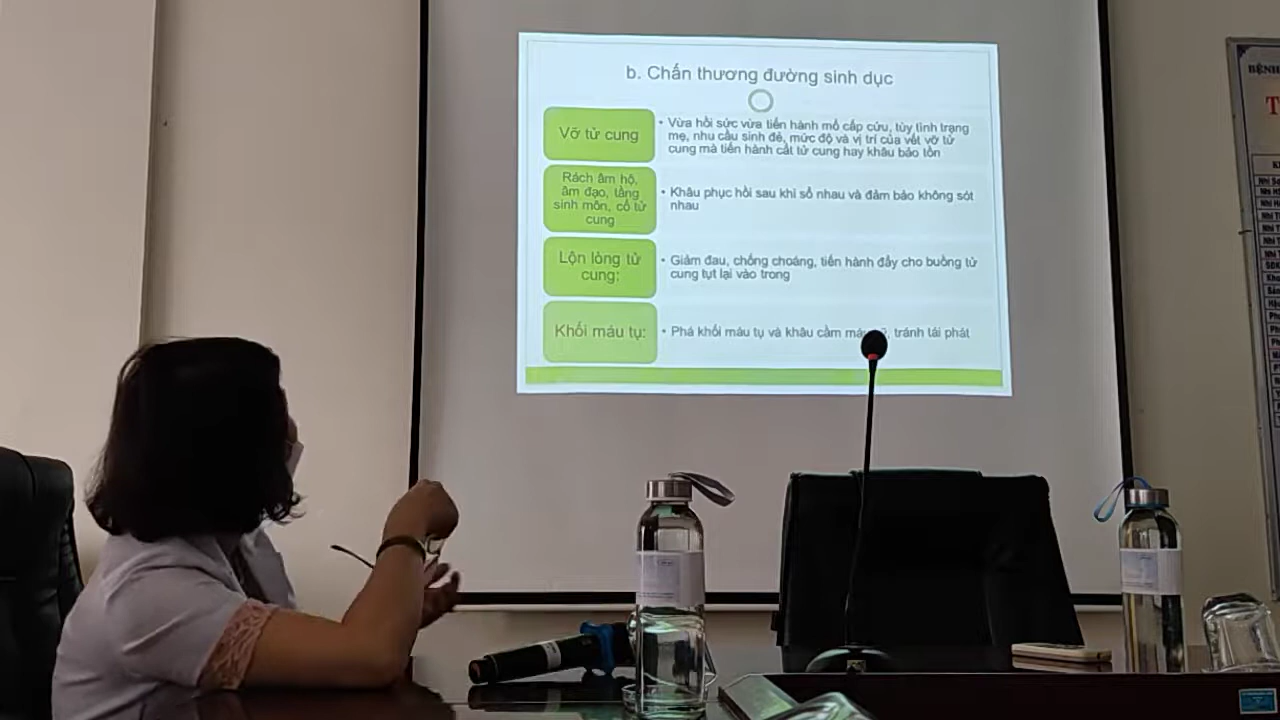 b. Chấn thương đường sinh dục
Vỡ tử cung
• Vừa hồi sức vừa tiến hành mổ cấp cứu, tùy tình trạng
mẹ, nhu cầu sinh đẻ, mức độ và vị trí của vết vỡ tử
cung mà tiến hành cắt tử cung hay khâu bảo tồn
Rách âm hộ,
âm đạo, tầng
sinh môn, cổ tử
cung
• Khâu phục hồi sau khi sổ nhau và đảm bảo không sót
nhau
Lộn lòng tử
cung:
• Giảm đau, chống choáng, tiến hành đẩy cho buồng tử
cung tụt lại vào trong
Khối máu tụ:
• Phá khối máu tụ và khâu cầm tránh tái phát
BỆNH